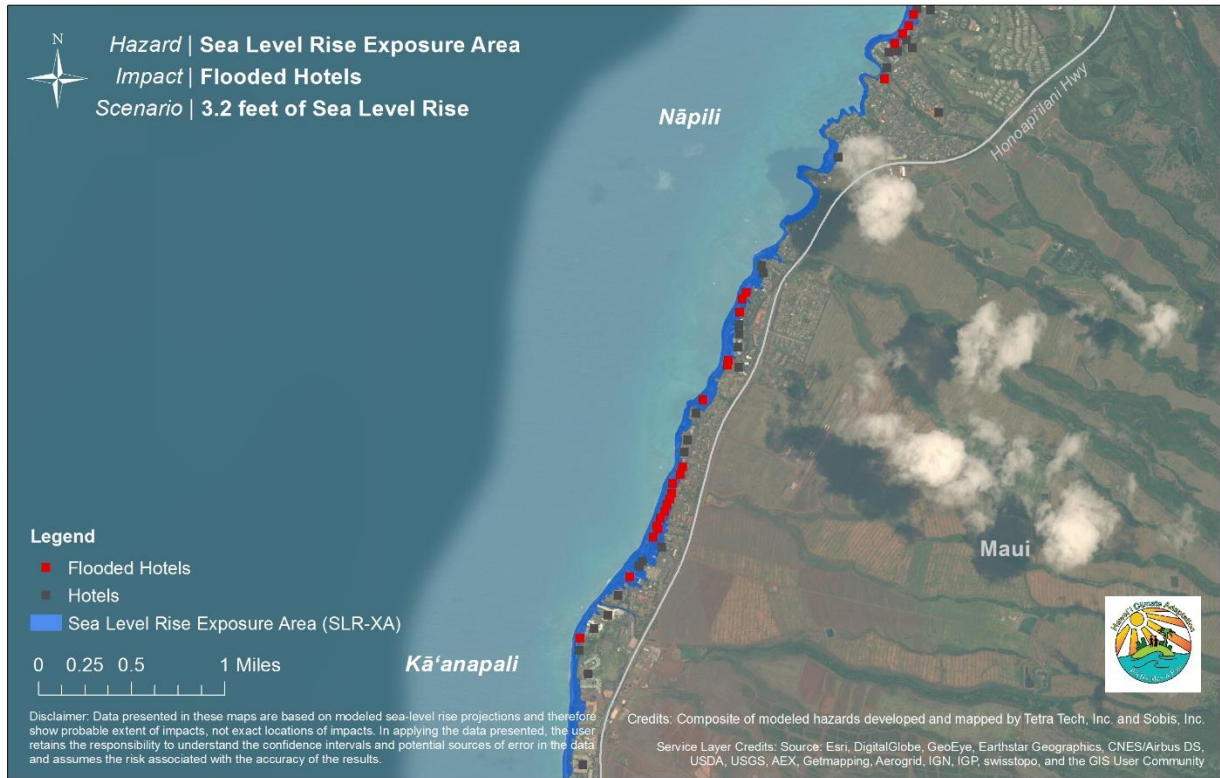 N
Hazard | Sea Level Rise Exposure Area
Impact | Flooded Hotels
Scenario | 3.2 feet of Sea Level Rise
Nāpili
Honoapi'ilani Hwy
Maui
Kā'anapali
Legend
Flooded Hotels
Hotels
Sea Level Rise Exposure Area (SLR-XA)
0 0.25 0.5 1 Miles
Hawai'i Climate Adaptation
Disclaimer: Data presented in these maps are based on modeled sea-level rise projections and therefore
show probable extent of impacts, not exact locations of impacts. In applying the data presented, the user
retains the responsibility to understand the confidence intervals and potential sources of error in the data
and assumes the risk associated with the accuracy of the results.
Credits: Composite of modeled hazards developed and mapped by Tetra Tech, Inc. and Sobis, Inc.
Service Layer Credits: Source: Esri, DigitalGlobe, GeoEye, Earthstar Geographics, CNES/Airbus DS,
USDA, USGS, AEX, Getmapping, Aerogrid, IGN, IGP, swisstopo, and the GIS User Community